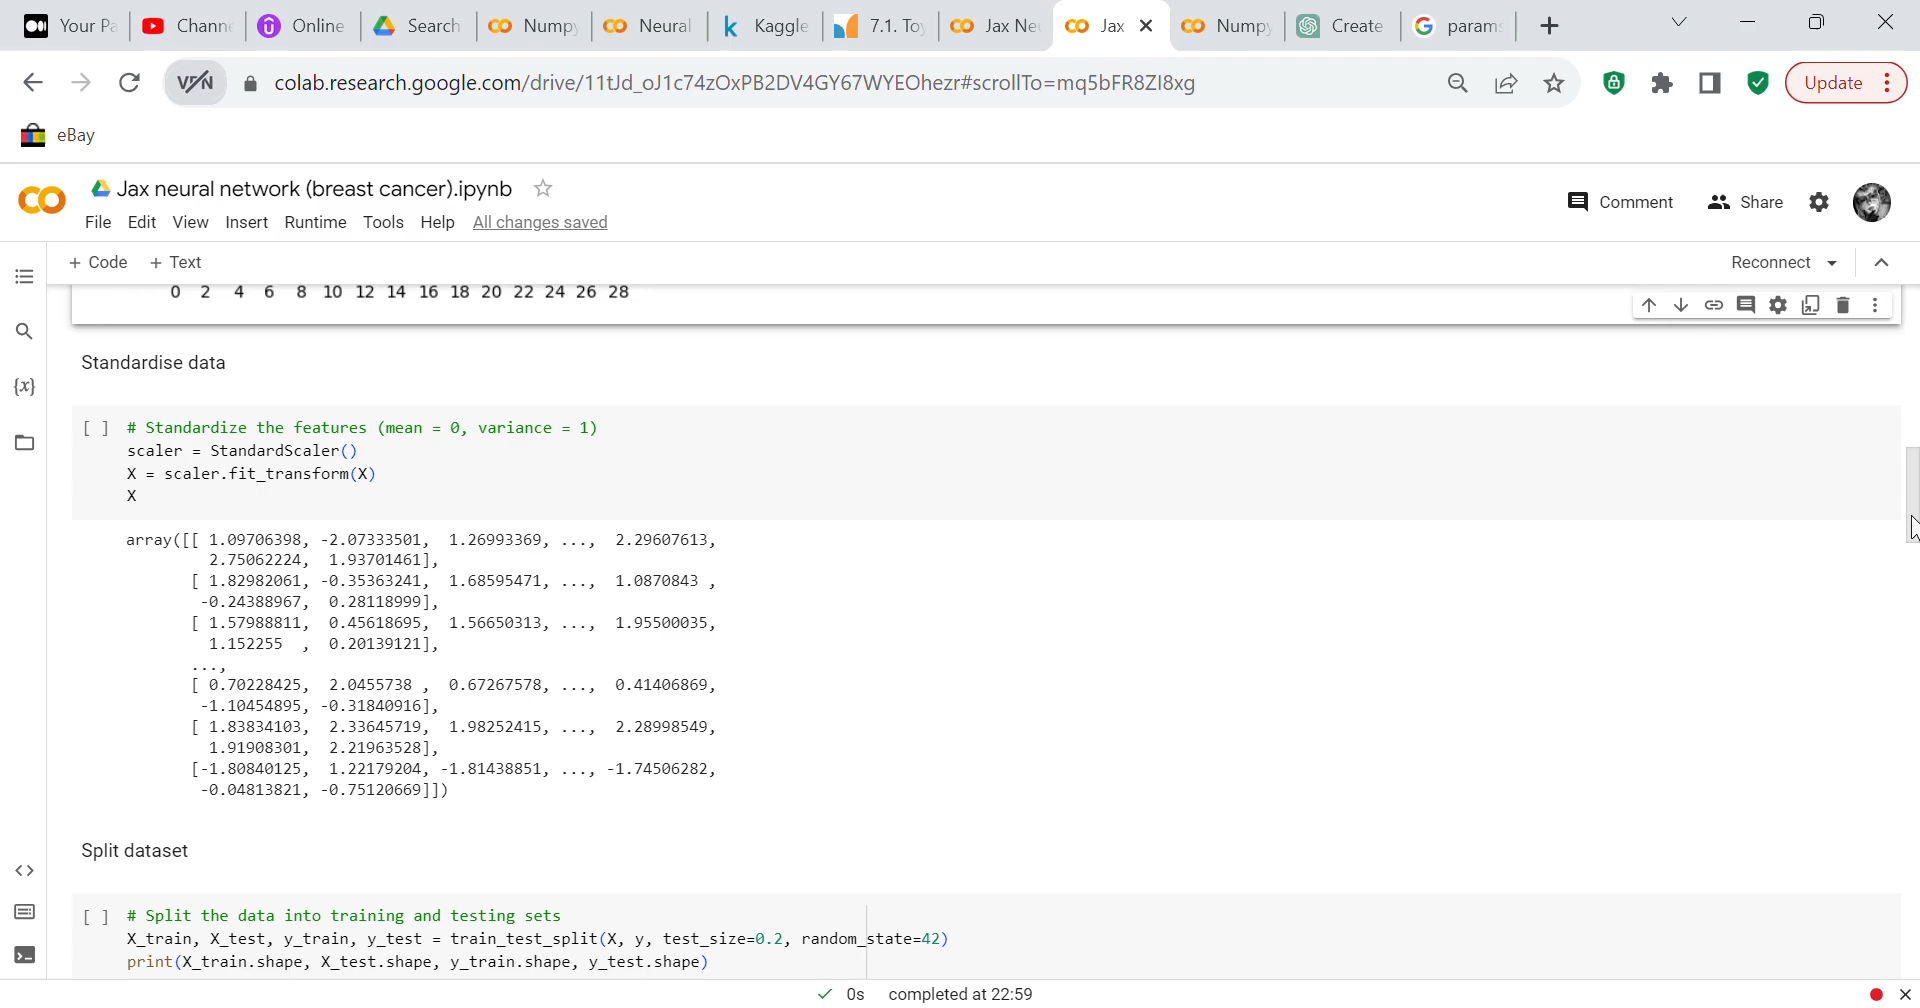 Your Pa Channe Online Search Numpy Neural Kaggle 7.1. Toy Jax Neu Jax Numpy Create params
VPN colab.research.google.com/drive/11tJd_oJ1c74zOxPB2DV4GY67WYEOhezr#scrollTo=mq5bFR8ZI8xg Update
eBay
Jax neural network (breast cancer).ipynb
Comment Share
File Edit View Insert Runtime Tools Help All changes saved
+ Code + Text Reconnect
0 2 4 6 8 10 12 14 16 18 20 22 24 26 28
Standardise data
{x}
[ ] # Standardize the features (mean = 0, variance = 1)
scaler = StandardScaler()
X = scaler.fit_transform(X)
X
array([[ 1.09706398, -2.07333501, 1.26993369, ..., 2.29607613,
2.75062224, 1.93701461],
[ 1.82982061, -0.35363241, 1.68595471, ..., 1.0870843 ,
-0.24388967, 0.28118999],
[ 1.57988811, 0.45618695, 1.56650313, ..., 1.95500035,
1.152255 , 0.20139121],
...,
[ 0.70228425, 2.0455738 , 0.67267578, ..., 0.41406869,
-1.10454895, -0.31840916],
[ 1.83834103, 2.33645719, 1.98252415, ..., 2.28998549,
1.91908301, 2.21963528],
[-1.80840125, 1.22179204, -1.81438851, ..., -1.74506282,
-0.04813821, -0.75120669]])
Split dataset
[ ] # Split the data into training and testing sets
X_train, X_test, y_train, y_test = train_test_split(X, y, test_size=0.2, random_state=42)
print(X_train.shape, X_test.shape, y_train.shape, y_test.shape)
0s completed at 22:59